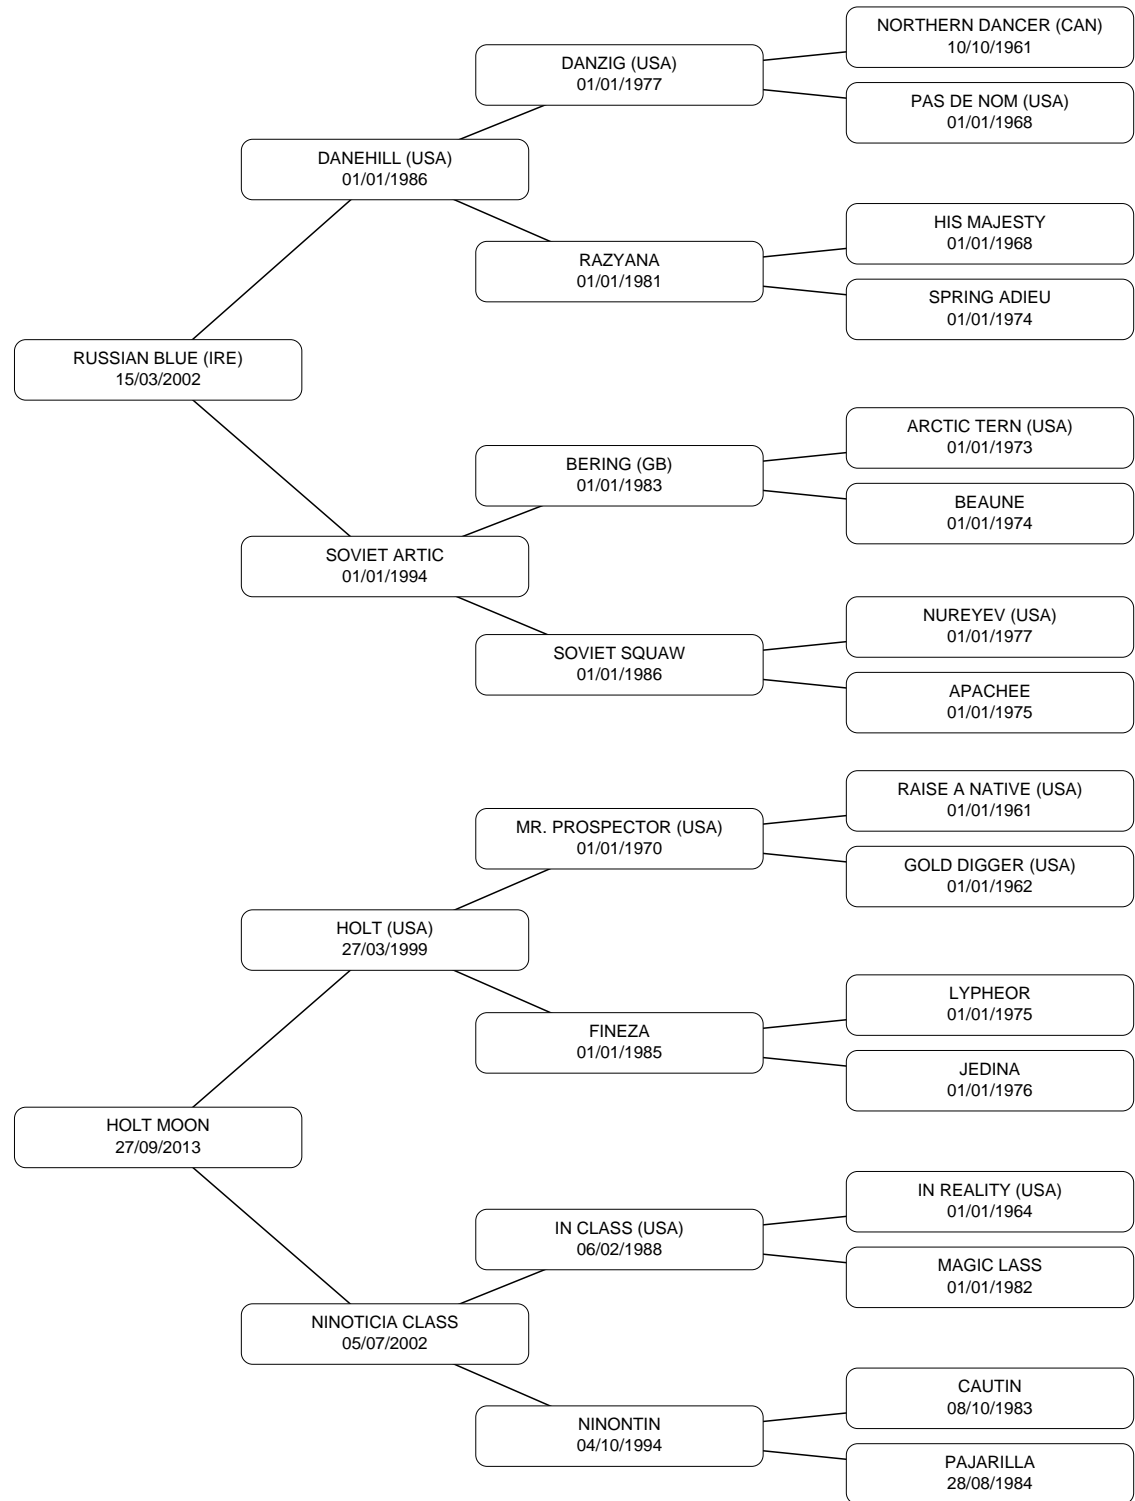 NORTHERN DANCER (CAN)
10/10/1961
DANZIG (USA)
01/01/1977
PAS DE NOM (USA)
01/01/1968
DANEHILL (USA)
01/01/1986
HIS MAJESTY
01/01/1968
RAZYANA
01/01/1981
SPRING ADIEU
01/01/1974
RUSSIAN BLUE (IRE)
15/03/2002
ARCTIC TERN (USA)
01/01/1973
BERING (GB)
01/01/1983
BEAUNE
01/01/1974
SOVIET ARTIC
01/01/1994
NUREYEV (USA)
01/01/1977
SOVIET SQUAW
01/01/1986
APACHEE
01/01/1975
RAISE A NATIVE (USA)
01/01/1961
MR. PROSPECTOR (USA)
01/01/1970
GOLD DIGGER (USA)
01/01/1962
HOLT (USA)
27/03/1999
LYPHEOR
01/01/1975
FINEZA
01/01/1985
JEDINA
01/01/1976
HOLT MOON
27/09/2013
IN REALITY (USA)
01/01/1964
IN CLASS (USA)
06/02/1988
MAGIC LASS
01/01/1982
NINOTICIA CLASS
05/07/2002
CAUTIN
08/10/1983
NINONTIN
04/10/1994
PAJARILLA
28/08/1984